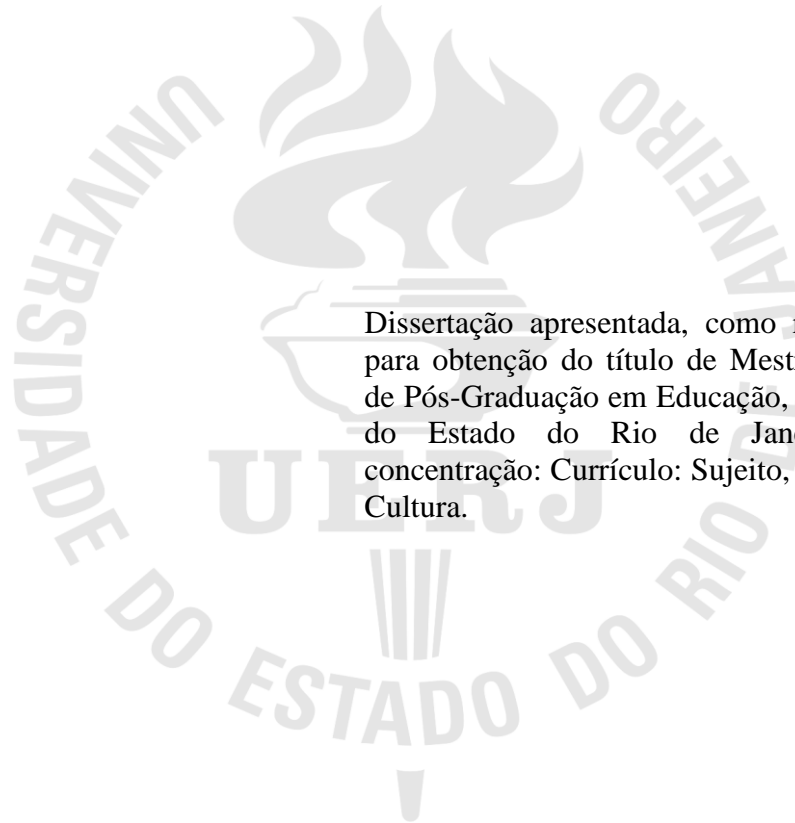 UNIVERSIDADE DO ESTADO DO RIO DE JANEIRO
Dissertação apresentada, como
para obtenção do título de
de Pós-Graduação em Educação,
do Estado do Rio de
concentração: Currículo: Sujeito,
Cultura.
UERJ